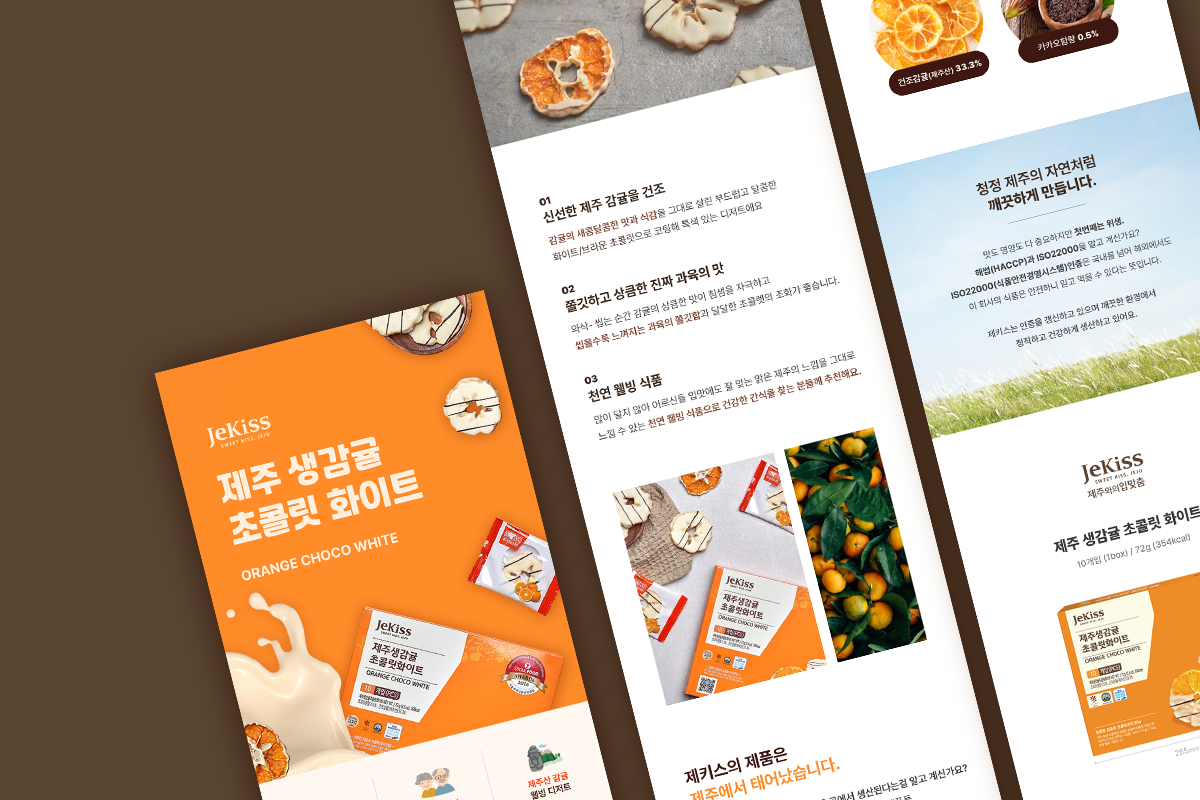 JeKiss
SWEET KISS, JEJU
제주 생감귤
초콜릿 화이트
ORANGE CHOCO WHITE
JeKiss
제주생감귤
초콜릿화이트
ORANGE CHOCO WHITE
10 개입(PCS)
SEOUL FOOD
AWARDS
2018
제주산 감귤
웰빙 디저트
01
신선한 제주 감귤을 건조
감귤의 새콤달콤한 맛과 식감을 그대로 살린 부드럽고 달콤한
화이트/브라운 초콜릿으로 코팅해 특색 있는 디저트에요
02
쫄깃하고 상큼한 진짜 과육의 맛
와삭- 씹는 순간 감귤의 상큼한 맛이 침샘을 자극하고
씹을수록 느껴지는 과육의 쫄깃함과 달달한 초콜렛의 조화가 좋습니다.
03
천연 웰빙 식품
많이 달지 않아 어르신들 입맛에도 잘 맞는 맑은 제주의 느낌을 그대로
느낄 수 있는 천연 웰빙 식품으로 건강한 간식을 찾는 분들께 추천해요.
JeKiss
제주생감귤
초콜릿화이트
ORANGE CHOCO WHITE
10 개입(PCS)
제키스의 제품은
제주에서 태어났습니다.
곳에서 생산된다는걸 알고 계신가요?
건조감귤(제주산) 33.3%
카카오함량 0.5%
청정 제주의 자연처럼
깨끗하게 만듭니다.
맛도 영양도 다 중요하지만 첫번째는 위생.
해썹(HACCP)과 ISO22000을 알고 계신가요?
ISO22000(식품안전경영시스템)인증은 국내를 넘어 해외에서도
이 회사의 식품은 안전하니 믿고 먹을 수 있다는 뜻입니다.
제키스는 인증을 갱신하고 있으며 깨끗한 환경에서
정직하고 건강하게 생산하고 있어요.
JeKiss
SWEET KISS, JEJU
제주와의입맞춤
제주 생감귤 초콜릿 화이트
10개입 (1box) / 72g (354kcal)
JeKiss
제주생감귤
초콜릿화이트
ORANGE CHOCO WHITE
10 개입(PCS)
265mm